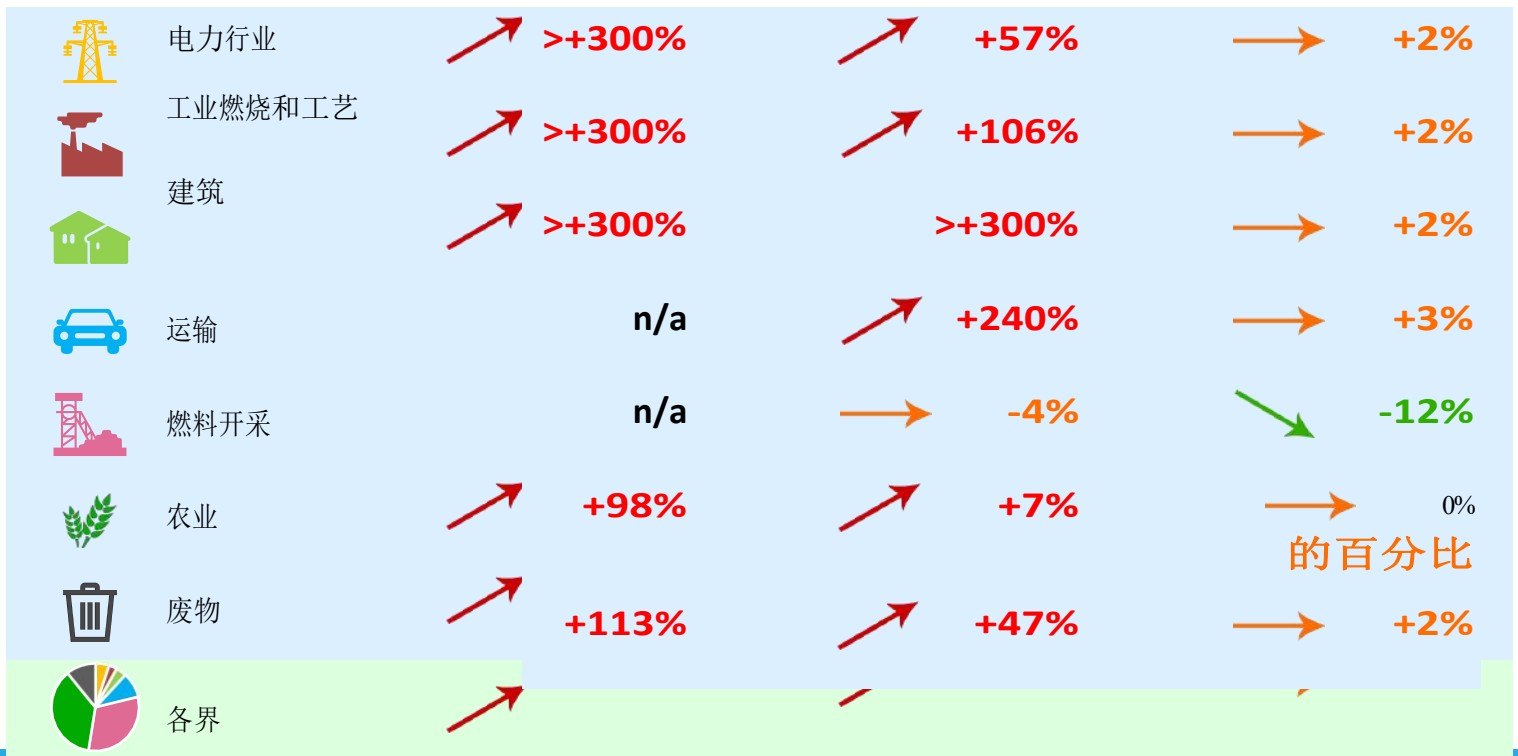 电力行业 >+300% +57% +2%
工业燃烧和工艺 >+300% +106% +2%
建筑 >+300% >+300% +2%
运输 n/a +240% +3%
燃料开采 n/a -4% -12%
农业 +98% +7% 0%
的百分比
废物 +113% +47% +2%
各界